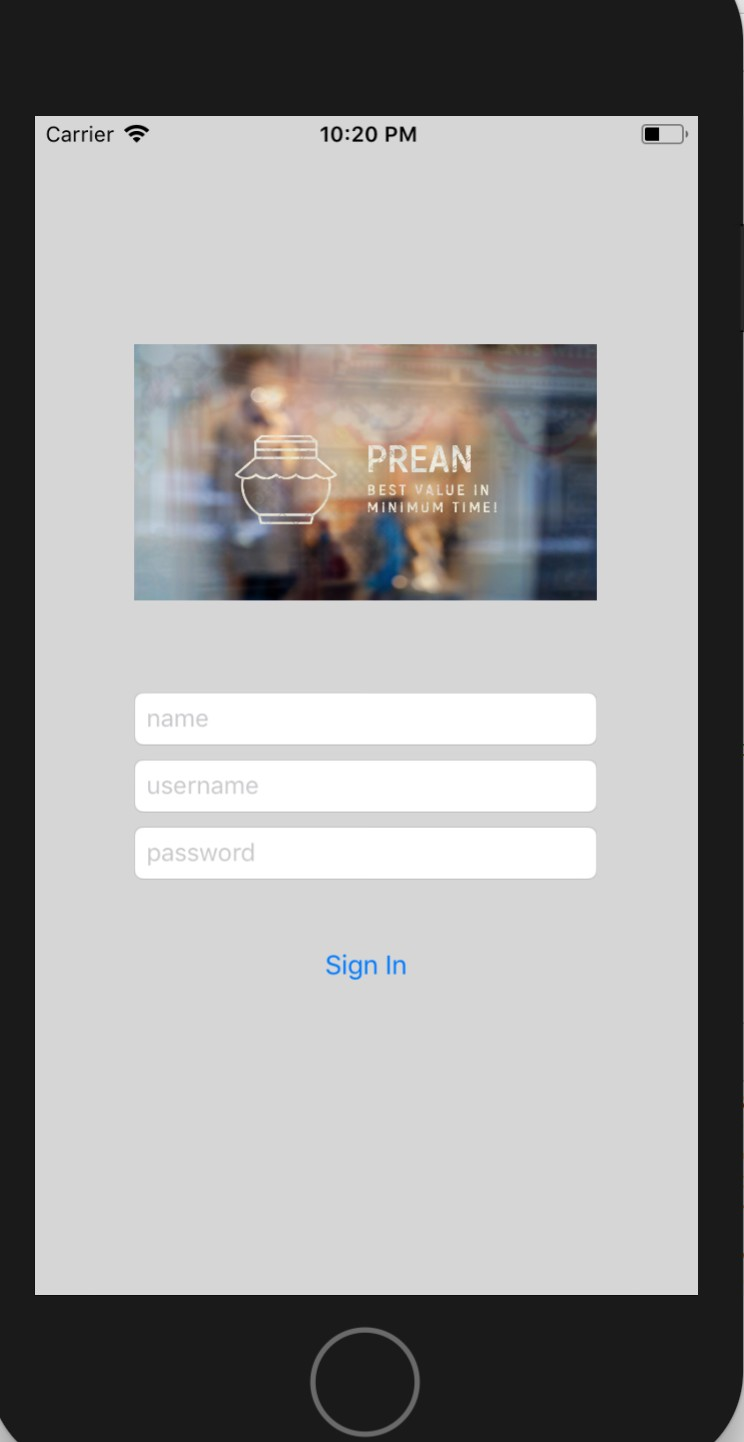 Carrier 10:20 PM
PREAN
BEST VALUE IN
MINIMUM TIME!
name
username
password
Sign In